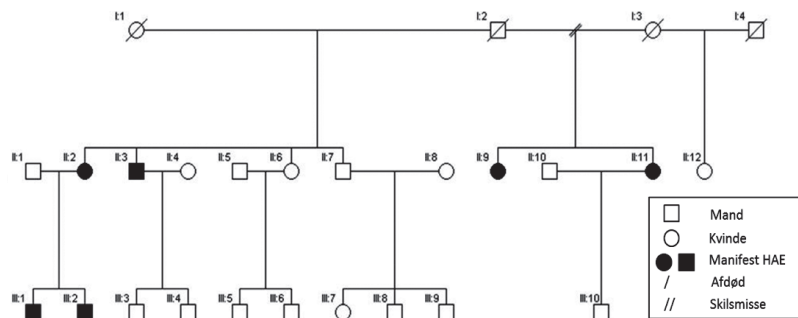 I:1 I:2 I:3 I:4
II:1 II:2 II:3 II:4 II:5 II:6 II:7 II:8 II:9 II:10 II:11 II:12
Mand
Kvinde
Manifest HAE
/ Afdød
// Skilsmisse
III:1 III:2 III:3 III:4 III:5 III:6 III:7 III:8 III:9 III:10